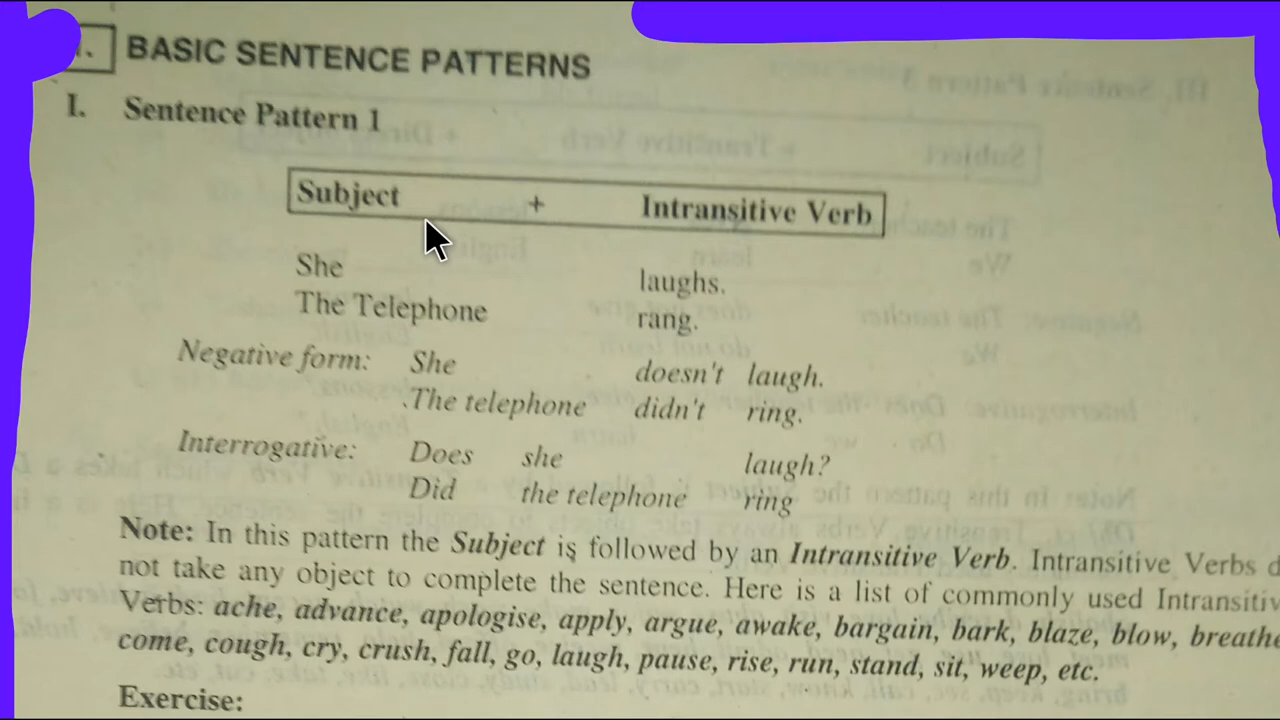 BASIC SENTENCE PATTERNS
I. Sentence Pattern 1
Subject + Intransitive Verb
She laughs.
The Telephone rang.
Negative form: She doesn't laugh.
The telephone didn't ring.
Interrogative: Does she laugh?
Did the telephone ring
Note: In this pattern the Subject is followed by an Intransitive Verb. Intransitive Verbs
not take any object to complete the sentence. Here is a list of commonly used
Verbs: ache, advance, apologise, apply, argue, awake, bargain, bark, blaze, blow,
come, cough, cry, crush, fall, go, laugh, pause, rise, run, stand, sit, weep, etc.
Exercise: